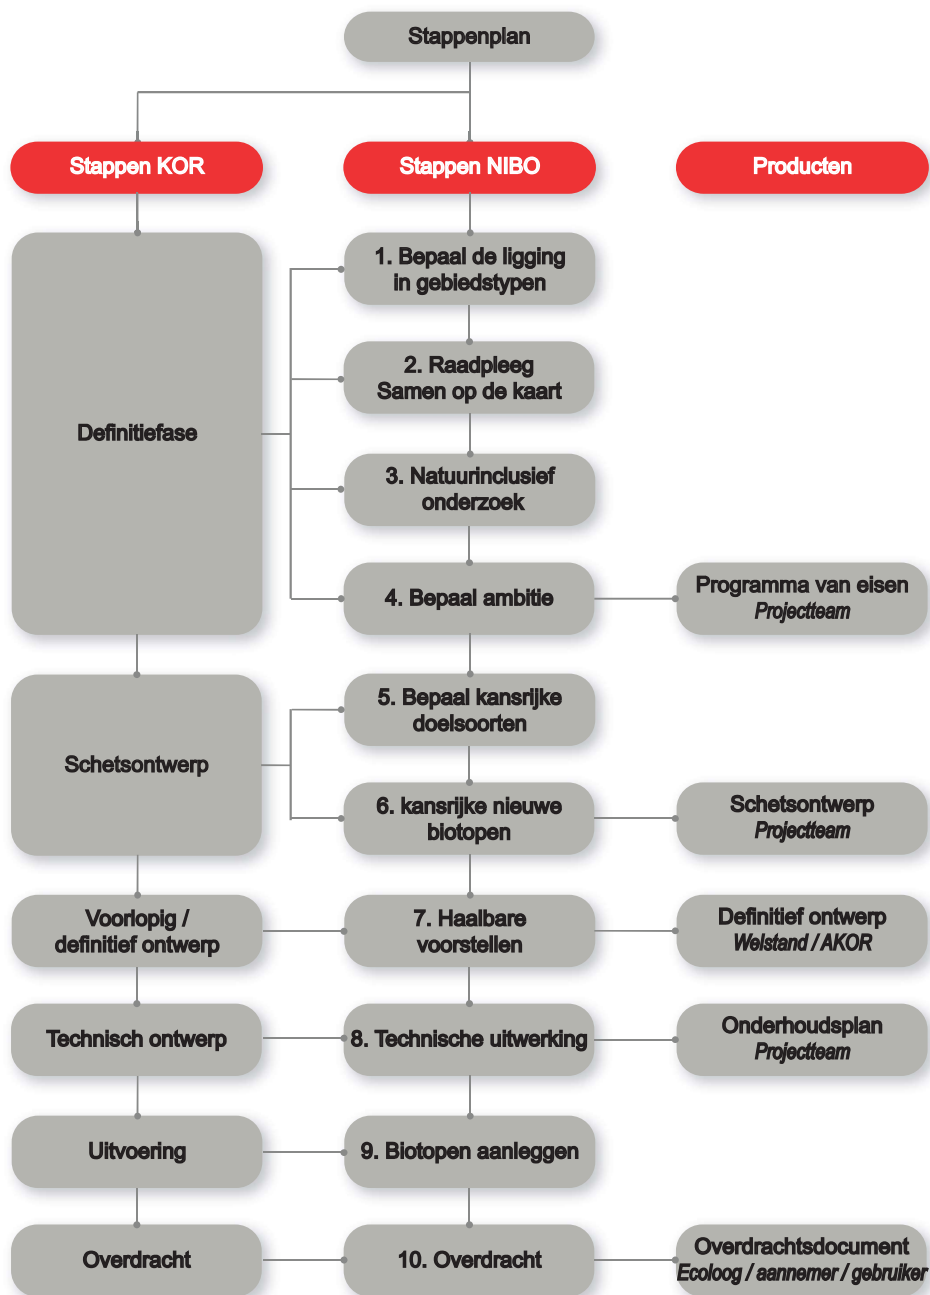 Stappenplan
Stappen KOR
Stappen NIBO
Producten
Definitiefase
1. Bepaal de ligging
in gebiedstypen
2. Raadpleeg
Samen op de kaart
3. Natuurinclusief
onderzoek
4. Bepaal ambitie
Programma van eisen
Projectteam
Schetsontwerp
5. Bepaal kansrijke
doelsoorten
6. kansrijke nieuwe
biotopen
Schetsontwerp
Projectteam
Voorlopig /
definitief ontwerp
7. Haalbare
voorstellen
Definitief ontwerp
Welstand / AKOR
Technisch ontwerp
8. Technische uitwerking
Onderhoudsplan
Projectteam
Uitvoering
9. Biotopen aanleggen
Overdracht
10. Overdracht
Overdrachtsdocument
Ecoloog / aannemer / gebruiker